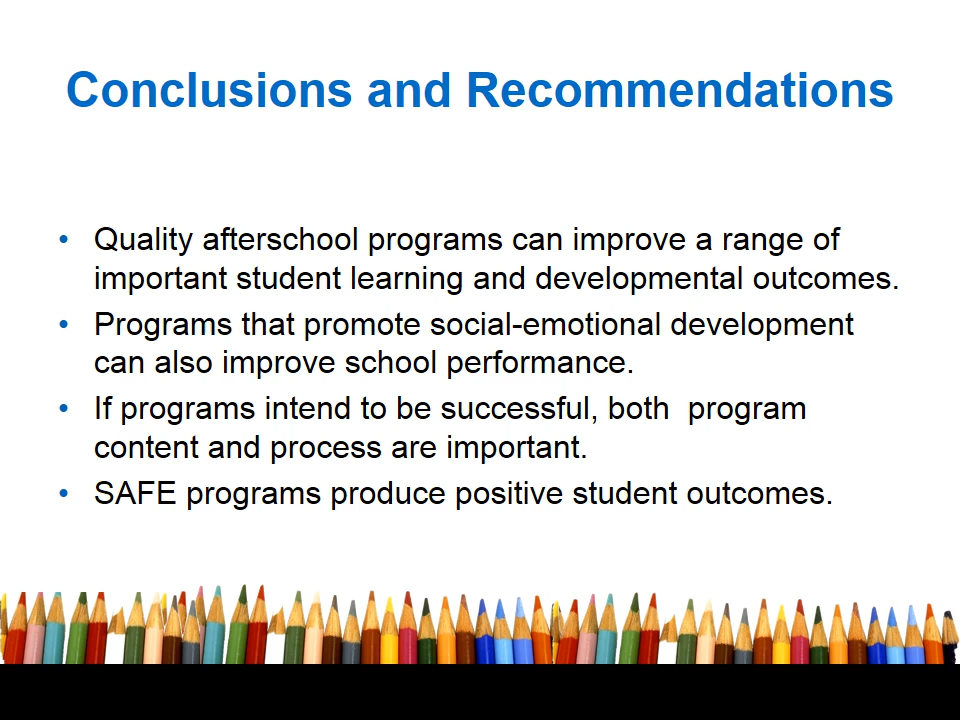 Conclusions and Recommendations
• Quality afterschool programs can improve a range of
important student learning and developmental outcomes.
• Programs that promote social-emotional development
can also improve school performance.
• If programs intend to be successful, both  program
content and process are important.
• SAFE programs produce positive student outcomes.